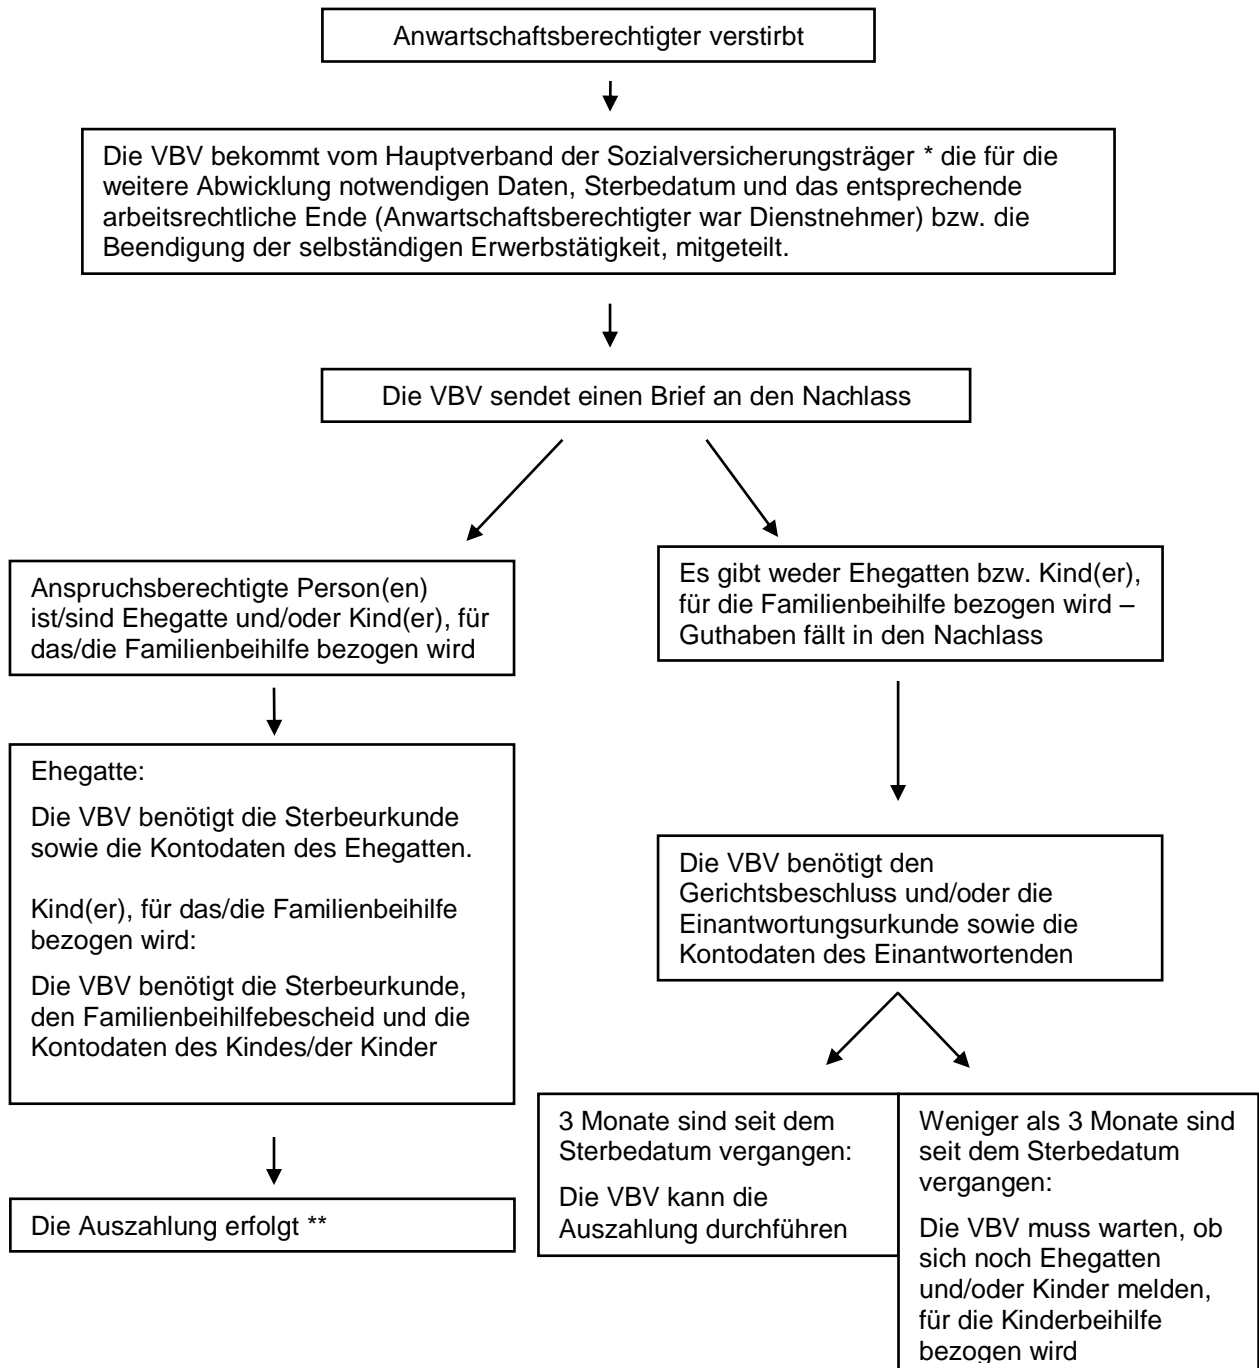 Anwartschaftsberechtigter verstirbt
Die VBV bekommt vom Hauptverband der Sozialversicherungsträger * die für die
weitere Abwicklung notwendigen Daten, Sterbedatum und das entsprechende
arbeitsrechtliche Ende (Anwartschaftsberechtigter war Dienstnehmer) bzw. die
Beendigung der selbständigen Erwerbstätigkeit, mitgeteilt.
Die VBV sendet einen Brief an den Nachlass
Anspruchsberechtigte Person(en)
ist/sind Ehegatte und/oder Kind(er), für
das/die Familienbeihilfe bezogen wird
Es gibt weder Ehegatten bzw. Kind(er),
für die Familienbeihilfe bezogen wird –
Guthaben fällt in den Nachlass
Ehegatte:
Die VBV benötigt die Sterbeurkunde
sowie die Kontodaten des Ehegatten.
Kind(er), für das/die Familienbeihilfe
bezogen wird:
Die VBV benötigt die Sterbeurkunde,
den Familienbeihilfebescheid und die
Kontodaten des Kindes/der Kinder
Die VBV benötigt den
Gerichtsbeschluss und/oder die
Einantwortungsurkunde sowie die
Kontodaten des Einantwortenden
Die Auszahlung erfolgt **
3 Monate sind seit dem
Sterbedatum vergangen:
Die VBV kann die
Auszahlung durchführen
Weniger als 3 Monate sind
seit dem Sterbedatum
vergangen:
Die VBV muss warten, ob
sich noch Ehegatten
und/oder Kinder melden,
für die Kinderbeihilfe
bezogen wird